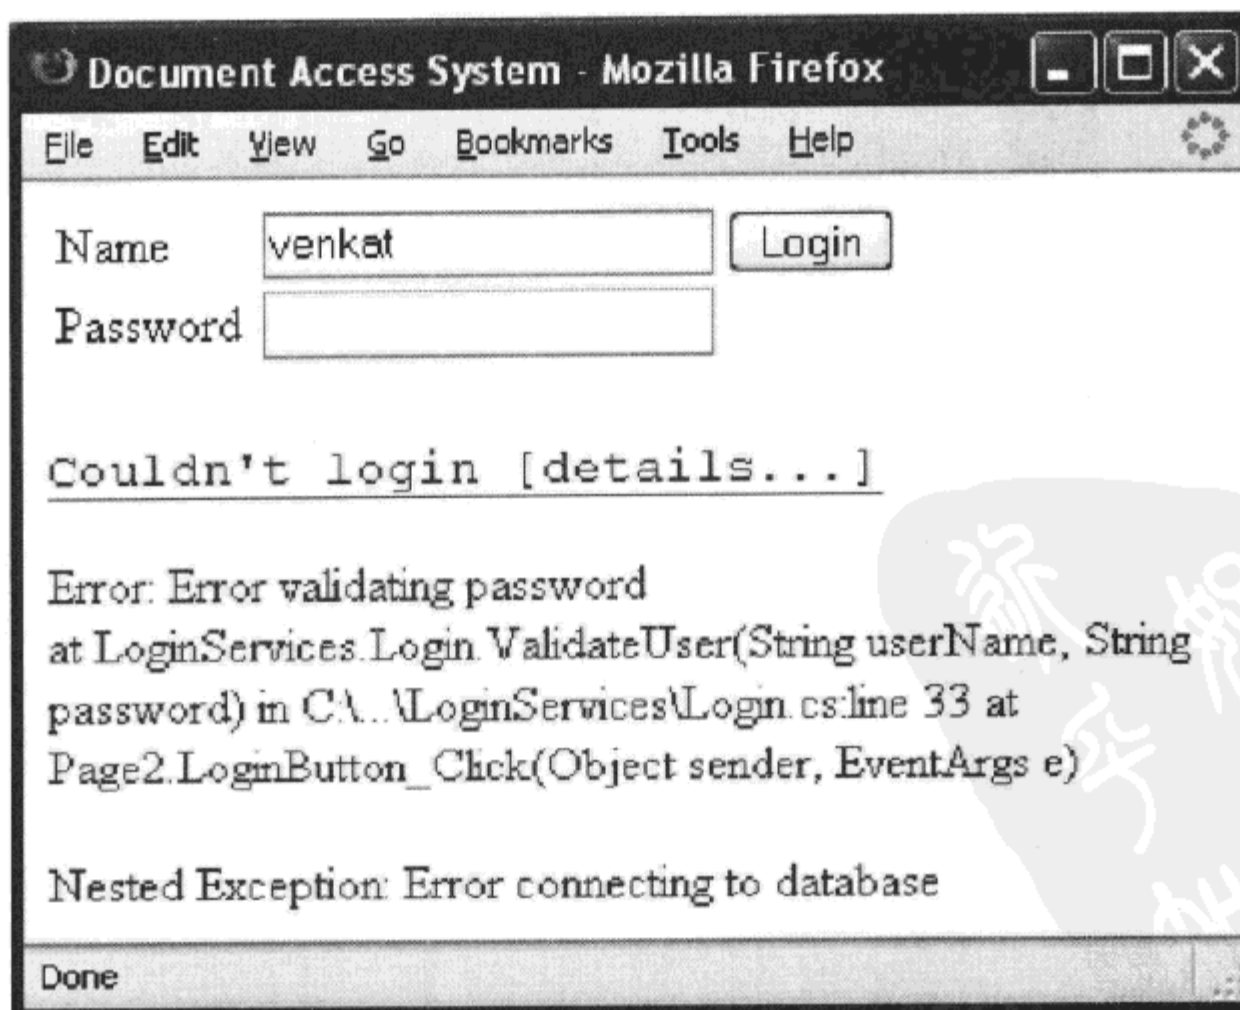 Document Access System - Mozilla Firefox
File Edit View Go Bookmarks Tools Help
Name venkat Login
Password
Couldn't login [details...]
Error: Error validating password
at LoginServices.Login.ValidateUser(String userName, String
password) in C:\...\LoginServices\Login.cs:line 33 at
Page2.LoginButton_Click(Object sender, EventArgs e)
Nested Exception: Error connecting to database
Done